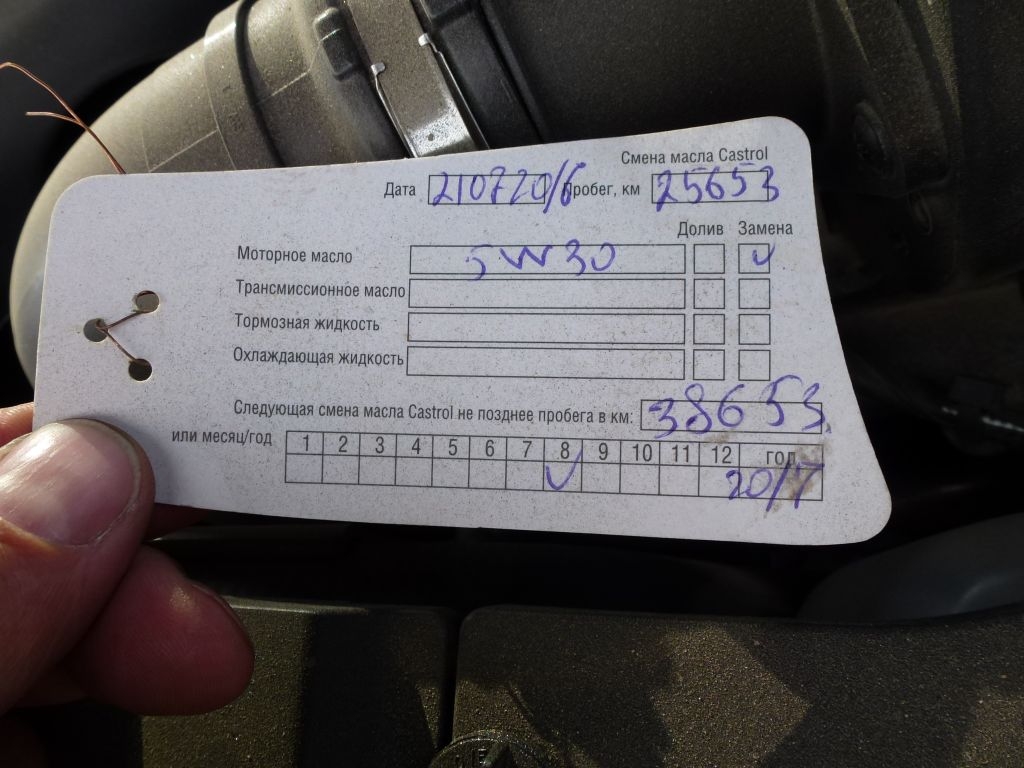 Смена масла Castrol
Дата 21072016 Пробег, км 25653
Долив Замена
Моторное масло 5W30 V
Трансмиссионное масло
Тормозная жидкость
Охлаждающая жидкость
Следующая смена масла Castrol не позднее пробега в км: 38653
или месяц/год 1 2 3 4 5 6 7 8 9 10 11 12 год
V 2017